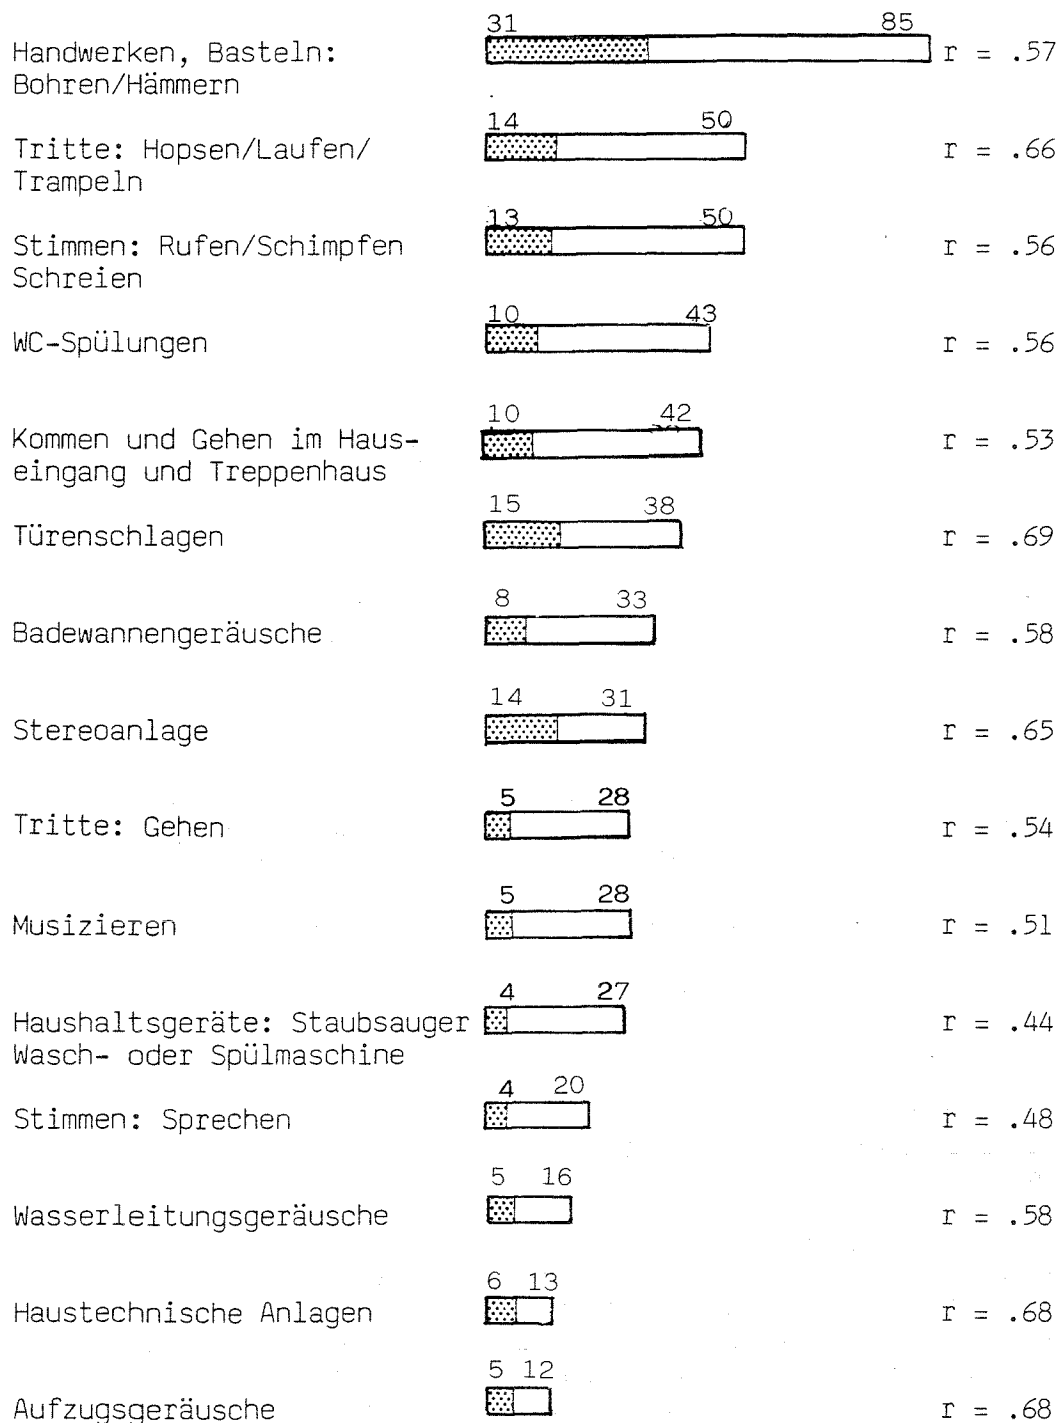 31 85
Handwerken, Basteln: r = .57
Bohren/Hämmern
14 50
Tritte: Hopsen/Laufen/ r = .66
Trampeln
13 50
Stimmen: Rufen/Schimpfen r = .56
Schreien
10 43
WC-Spülungen r = .56
10 42
Kommen und Gehen im Haus- r = .53
eingang und Treppenhaus
15 38
Türenschlagen r = .69
8 33
Badewannengeräusche r = .58
14 31
Stereoanlage r = .65
5 28
Tritte: Gehen r = .54
5 28
Musizieren r = .51
4 27
Haushaltsgeräte: Staubsauger r = .44
Wasch- oder Spülmaschine
4 20
Stimmen: Sprechen r = .48
5 16
Wasserleitungsgeräusche r = .58
6 13
Haustechnische Anlagen r = .68
5 12
Aufzugsgeräusche r = .68